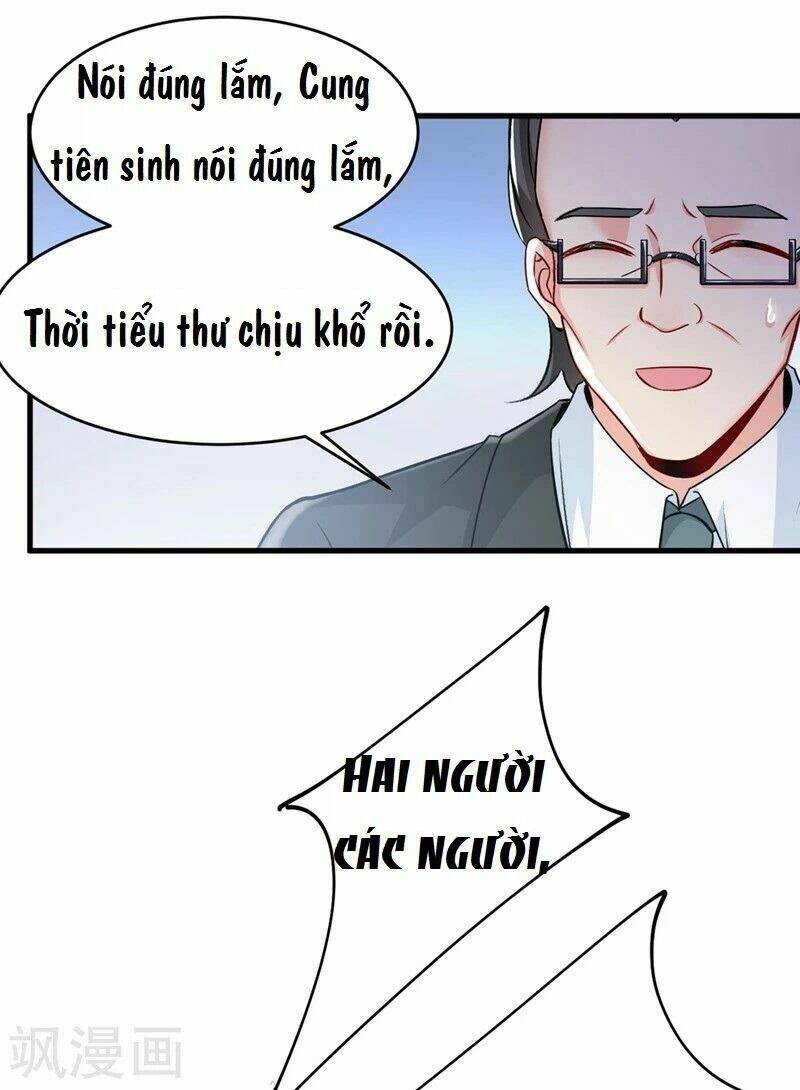 Nói đúng lắm, Cung
tiên sinh nói đúng lắm,
Thời tiểu thư chịu khổ rồi.
HAI NGƯỜI
CÁC NGƯỜI,
飒漫画